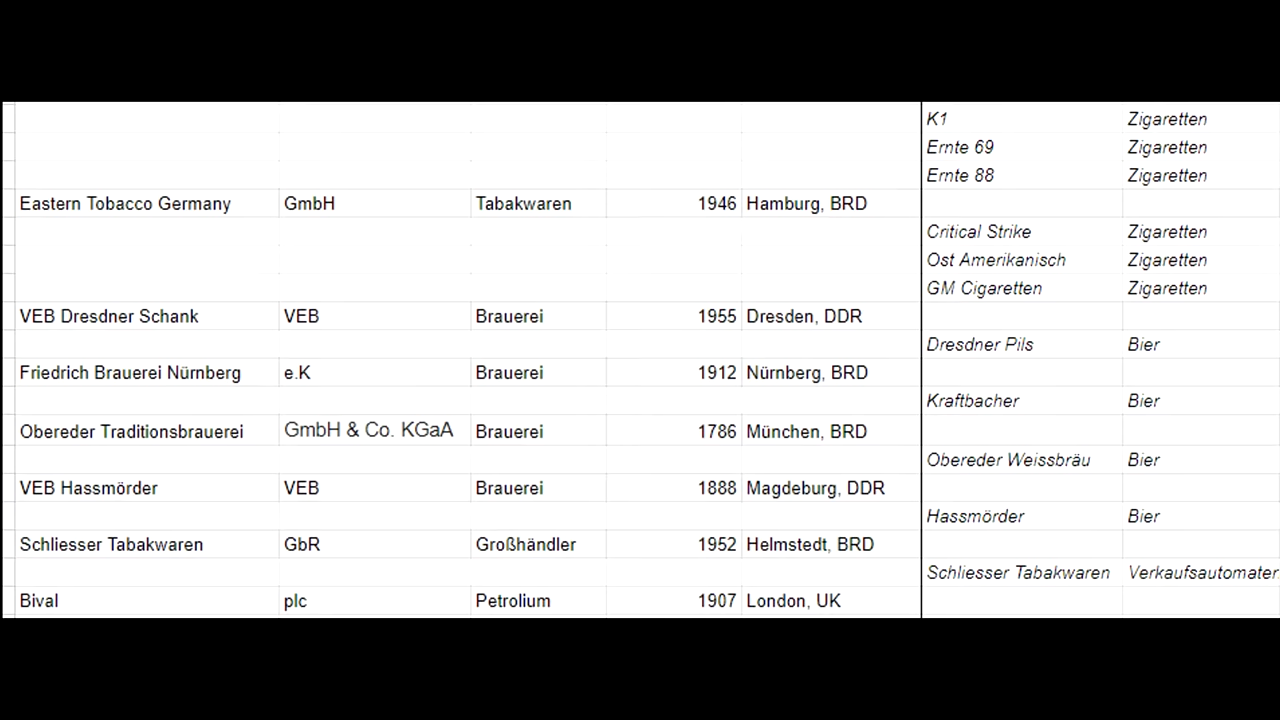 K1 Zigaretten
Ernte 69 Zigaretten
Ernte 88 Zigaretten
Eastern Tobacco Germany GmbH Tabakwaren 1946 Hamburg, BRD
Critical Strike Zigaretten
Ost Amerikanisch Zigaretten
GM Cigaretten Zigaretten
VEB Dresdner Schank VEB Brauerei 1955 Dresden, DDR
Dresdner Pils Bier
Friedrich Brauerei Nürnberg e.K Brauerei 1912 Nürnberg, BRD
Kraftbacher Bier
Obereder Traditionsbrauerei GmbH & Co. KGaA Brauerei 1786 München, BRD
Obereder Weissbräu Bier
VEB Hassmörder VEB Brauerei 1888 Magdeburg, DDR
Hassmörder Bier
Schliesser Tabakwaren GbR Großhändler 1952 Helmstedt, BRD
Schliesser Tabakwaren Verkaufsautomaten
Bival plc Petrolium 1907 London, UK